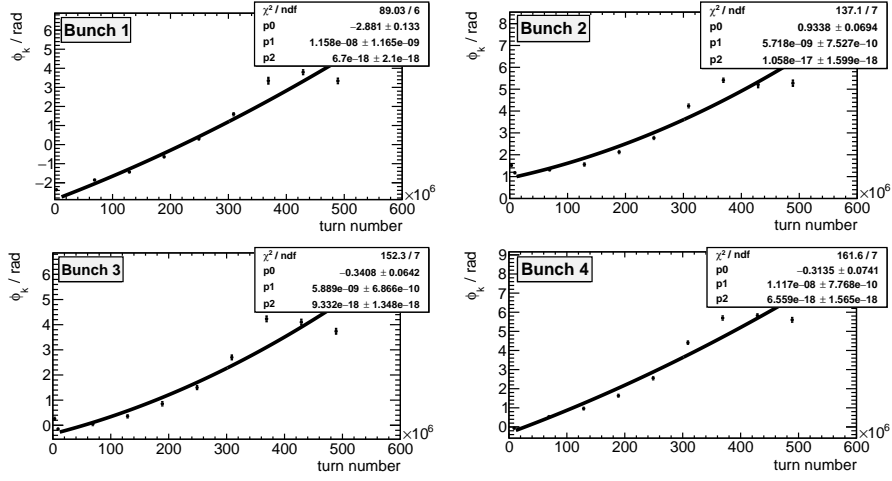 Bunch 1
χ² / ndf 89.03 / 6
p0 −2.881 ± 0.133
p1 1.158e−08 ± 1.165e−09
p2 6.7e−18 ± 2.1e−18
ϕk / rad
6
5
4
3
2
1
0
−1
−2
0 100 200 300 400 500 600
×10⁶
turn number
Bunch 2
χ² / ndf 137.1 / 7
p0 0.9338 ± 0.0694
p1 5.718e−09 ± 7.527e−10
p2 1.058e−17 ± 1.599e−18
ϕk / rad
8
7
6
5
4
3
2
1
0
0 100 200 300 400 500 600
×10⁶
turn number
Bunch 3
χ² / ndf 152.3 / 7
p0 −0.3408 ± 0.0642
p1 5.889e−09 ± 6.866e−10
p2 9.332e−18 ± 1.348e−18
ϕk / rad
6
5
4
3
2
1
0
0 100 200 300 400 500 600
×10⁶
turn number
Bunch 4
χ² / ndf 161.6 / 7
p0 −0.3135 ± 0.0741
p1 1.117e−08 ± 7.768e−10
p2 6.559e−18 ± 1.565e−18
ϕk / rad
9
8
7
6
5
4
3
2
1
0
0 100 200 300 400 500 600
×10⁶
turn number